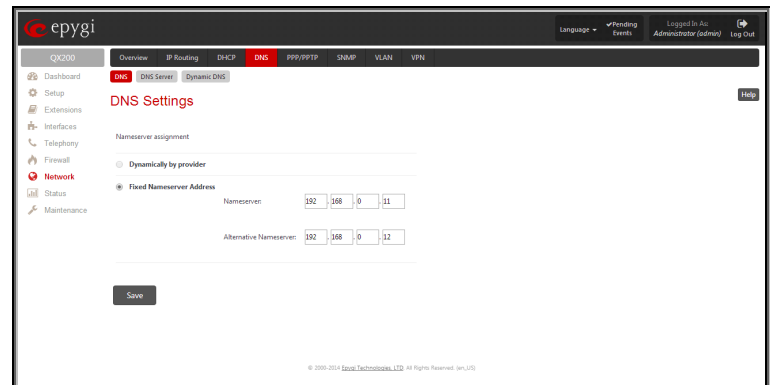 epygi
Language
Pending Events
Logged In As
Administrator (admin)
Log Out
QX200
Overview IP Routing DHCP DNS PPP/PPTP SNMP VLAN VPN
Dashboard
Setup
Extensions
Interfaces
Telephony
Firewall
Network
Status
Maintenance
DNS DNS Server Dynamic DNS
DNS Settings
Help
Nameserver assignment
Dynamically by provider
Fixed Nameserver Address
Nameserver: 192 . 168 . 0 . 11
Alternative Nameserver: 192 . 168 . 0 . 12
Save
© 2000-2014 Epygi Technologies, LTD. All Rights Reserved. (en_US)